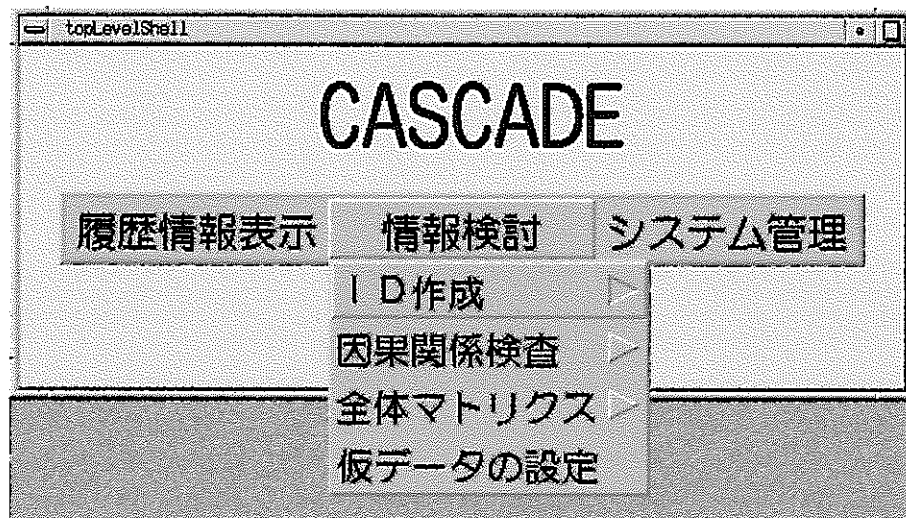 topLevelShell
CASCADE
履歴情報表示 情報検討 システム管理
ＩＤ作成
因果関係検査
全体マトリクス
仮データの設定